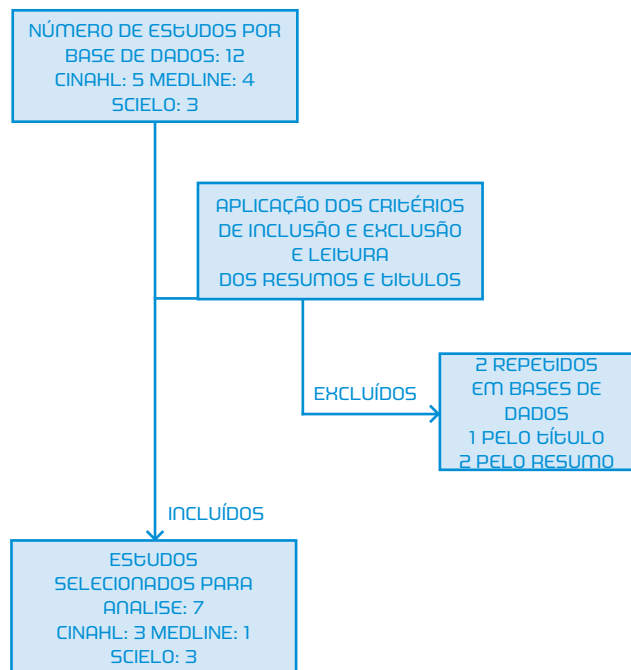 NÚMERO DE ESTUDOS POR
BASE DE DADOS: 12
CINAHL: 5 MEDLINE: 4
SCIELO: 3
APLICAÇÃO DOS CRITÉRIOS
DE INCLUSÃO E EXCLUSÃO
E LEITURA
DOS RESUMOS E TITULOS
EXCLUÍDOS
2 REPETIDOS
EM BASES DE
DADOS
1 PELO TÍTULO
2 PELO RESUMO
INCLUÍDOS
ESTUDOS
SELECIONADOS PARA
ANALISE: 7
CINAHL: 3 MEDLINE: 1
SCIELO: 3